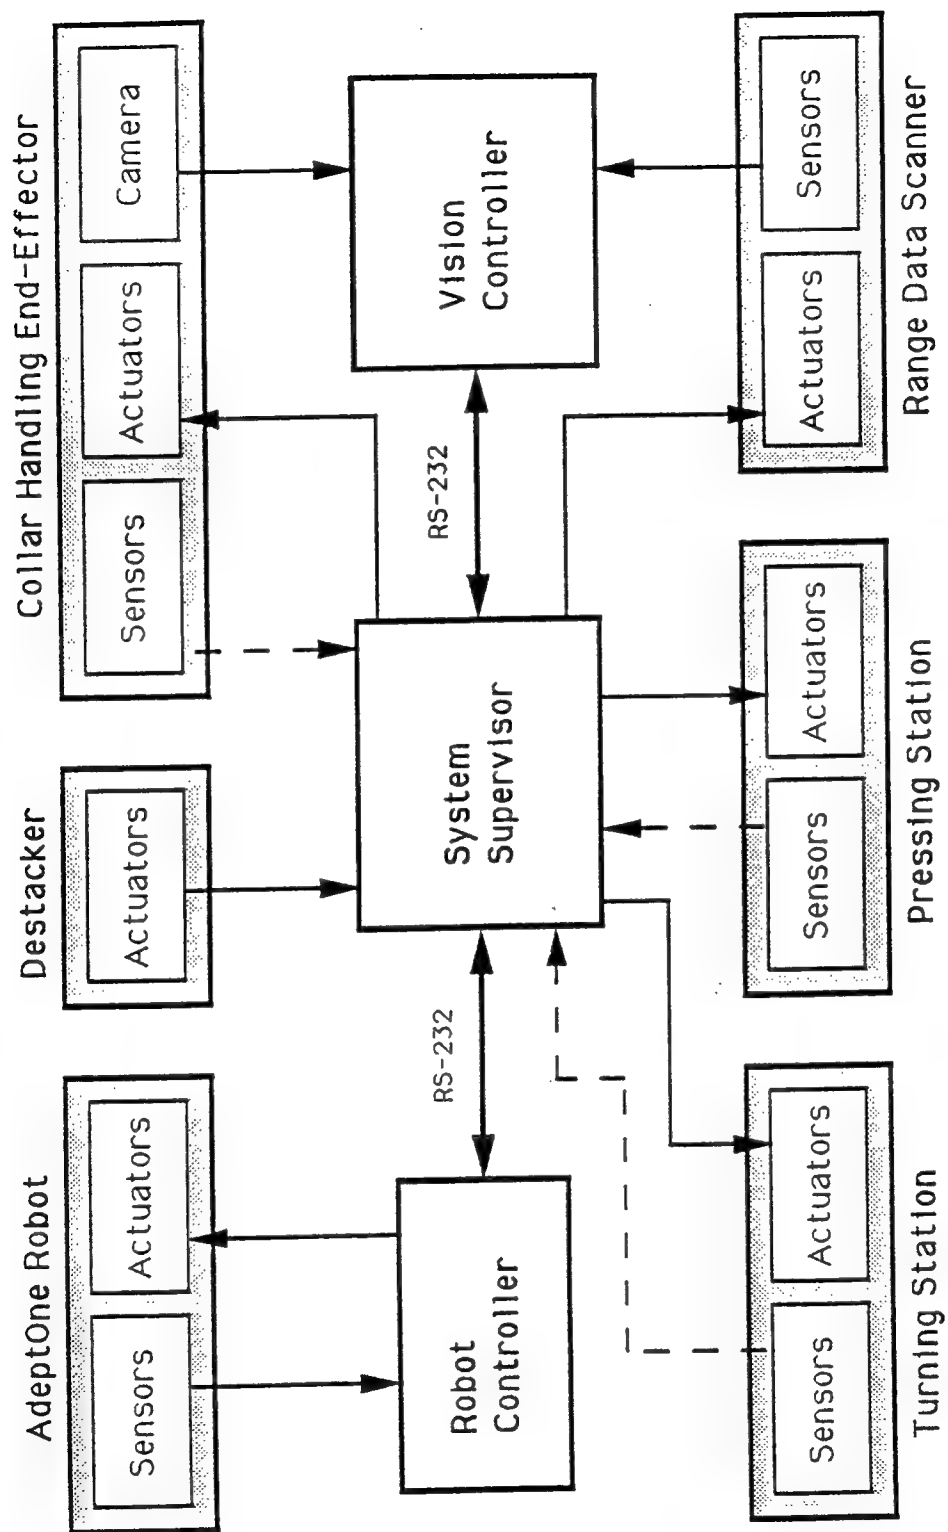 AdeptOne Robot
Sensors
Actuators
Destacker
Actuators
Collar Handling End-Effector
Sensors
Actuators
Camera
Robot
Controller
RS-232
System
Supervisor
RS-232
Vision
Controller
Sensors
Actuators
Turning Station
Sensors
Actuators
Pressing Station
Actuators
Sensors
Range Data Scanner